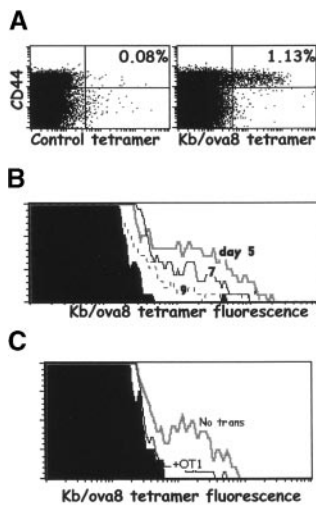 A
0.08%
1.13%
CD44
Control tetramer
Kb/ova8 tetramer
B
day 5
7
9
Kb/ova8 tetramer fluorescence
C
No trans
+OT1
Kb/ova8 tetramer fluorescence